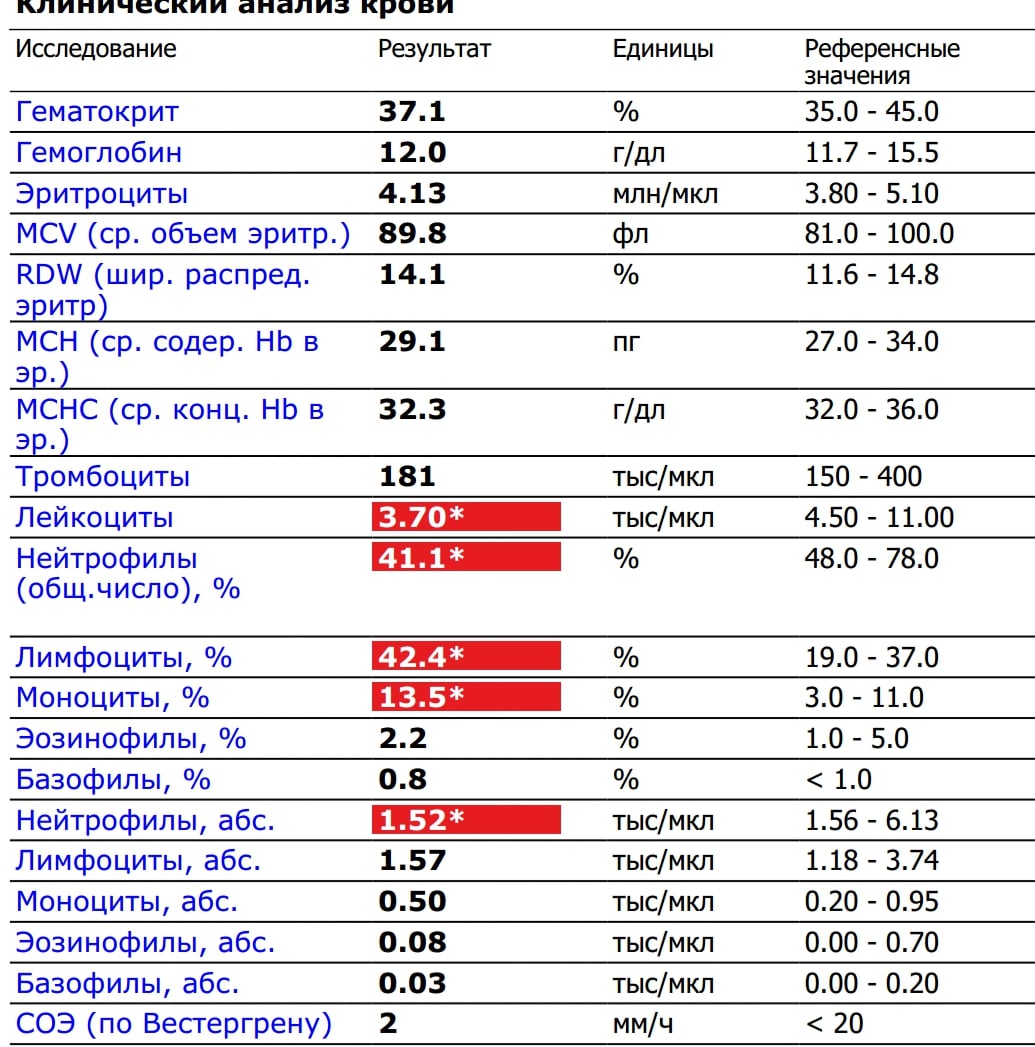 Клинический анализ крови
Исследование Результат Единицы Референсные
значения
Гематокрит 37.1 % 35.0 - 45.0
Гемоглобин 12.0 г/дл 11.7 - 15.5
Эритроциты 4.13 млн/мкл 3.80 - 5.10
MCV (ср. объем эритр.) 89.8 фл 81.0 - 100.0
RDW (шир. распред. 14.1 % 11.6 - 14.8
эритр)
MCH (ср. содер. Hb в 29.1 пг 27.0 - 34.0
эр.)
MCHC (ср. конц. Hb в 32.3 г/дл 32.0 - 36.0
эр.)
Тромбоциты 181 тыс/мкл 150 - 400
Лейкоциты 3.70* тыс/мкл 4.50 - 11.00
Нейтрофилы 41.1* % 48.0 - 78.0
(общ.число), %
Лимфоциты, % 42.4* % 19.0 - 37.0
Моноциты, % 13.5* % 3.0 - 11.0
Эозинофилы, % 2.2 % 1.0 - 5.0
Базофилы, % 0.8 % < 1.0
Нейтрофилы, абс. 1.52* тыс/мкл 1.56 - 6.13
Лимфоциты, абс. 1.57 тыс/мкл 1.18 - 3.74
Моноциты, абс. 0.50 тыс/мкл 0.20 - 0.95
Эозинофилы, абс. 0.08 тыс/мкл 0.00 - 0.70
Базофилы, абс. 0.03 тыс/мкл 0.00 - 0.20
СОЭ (по Вестергрену) 2 мм/ч < 20